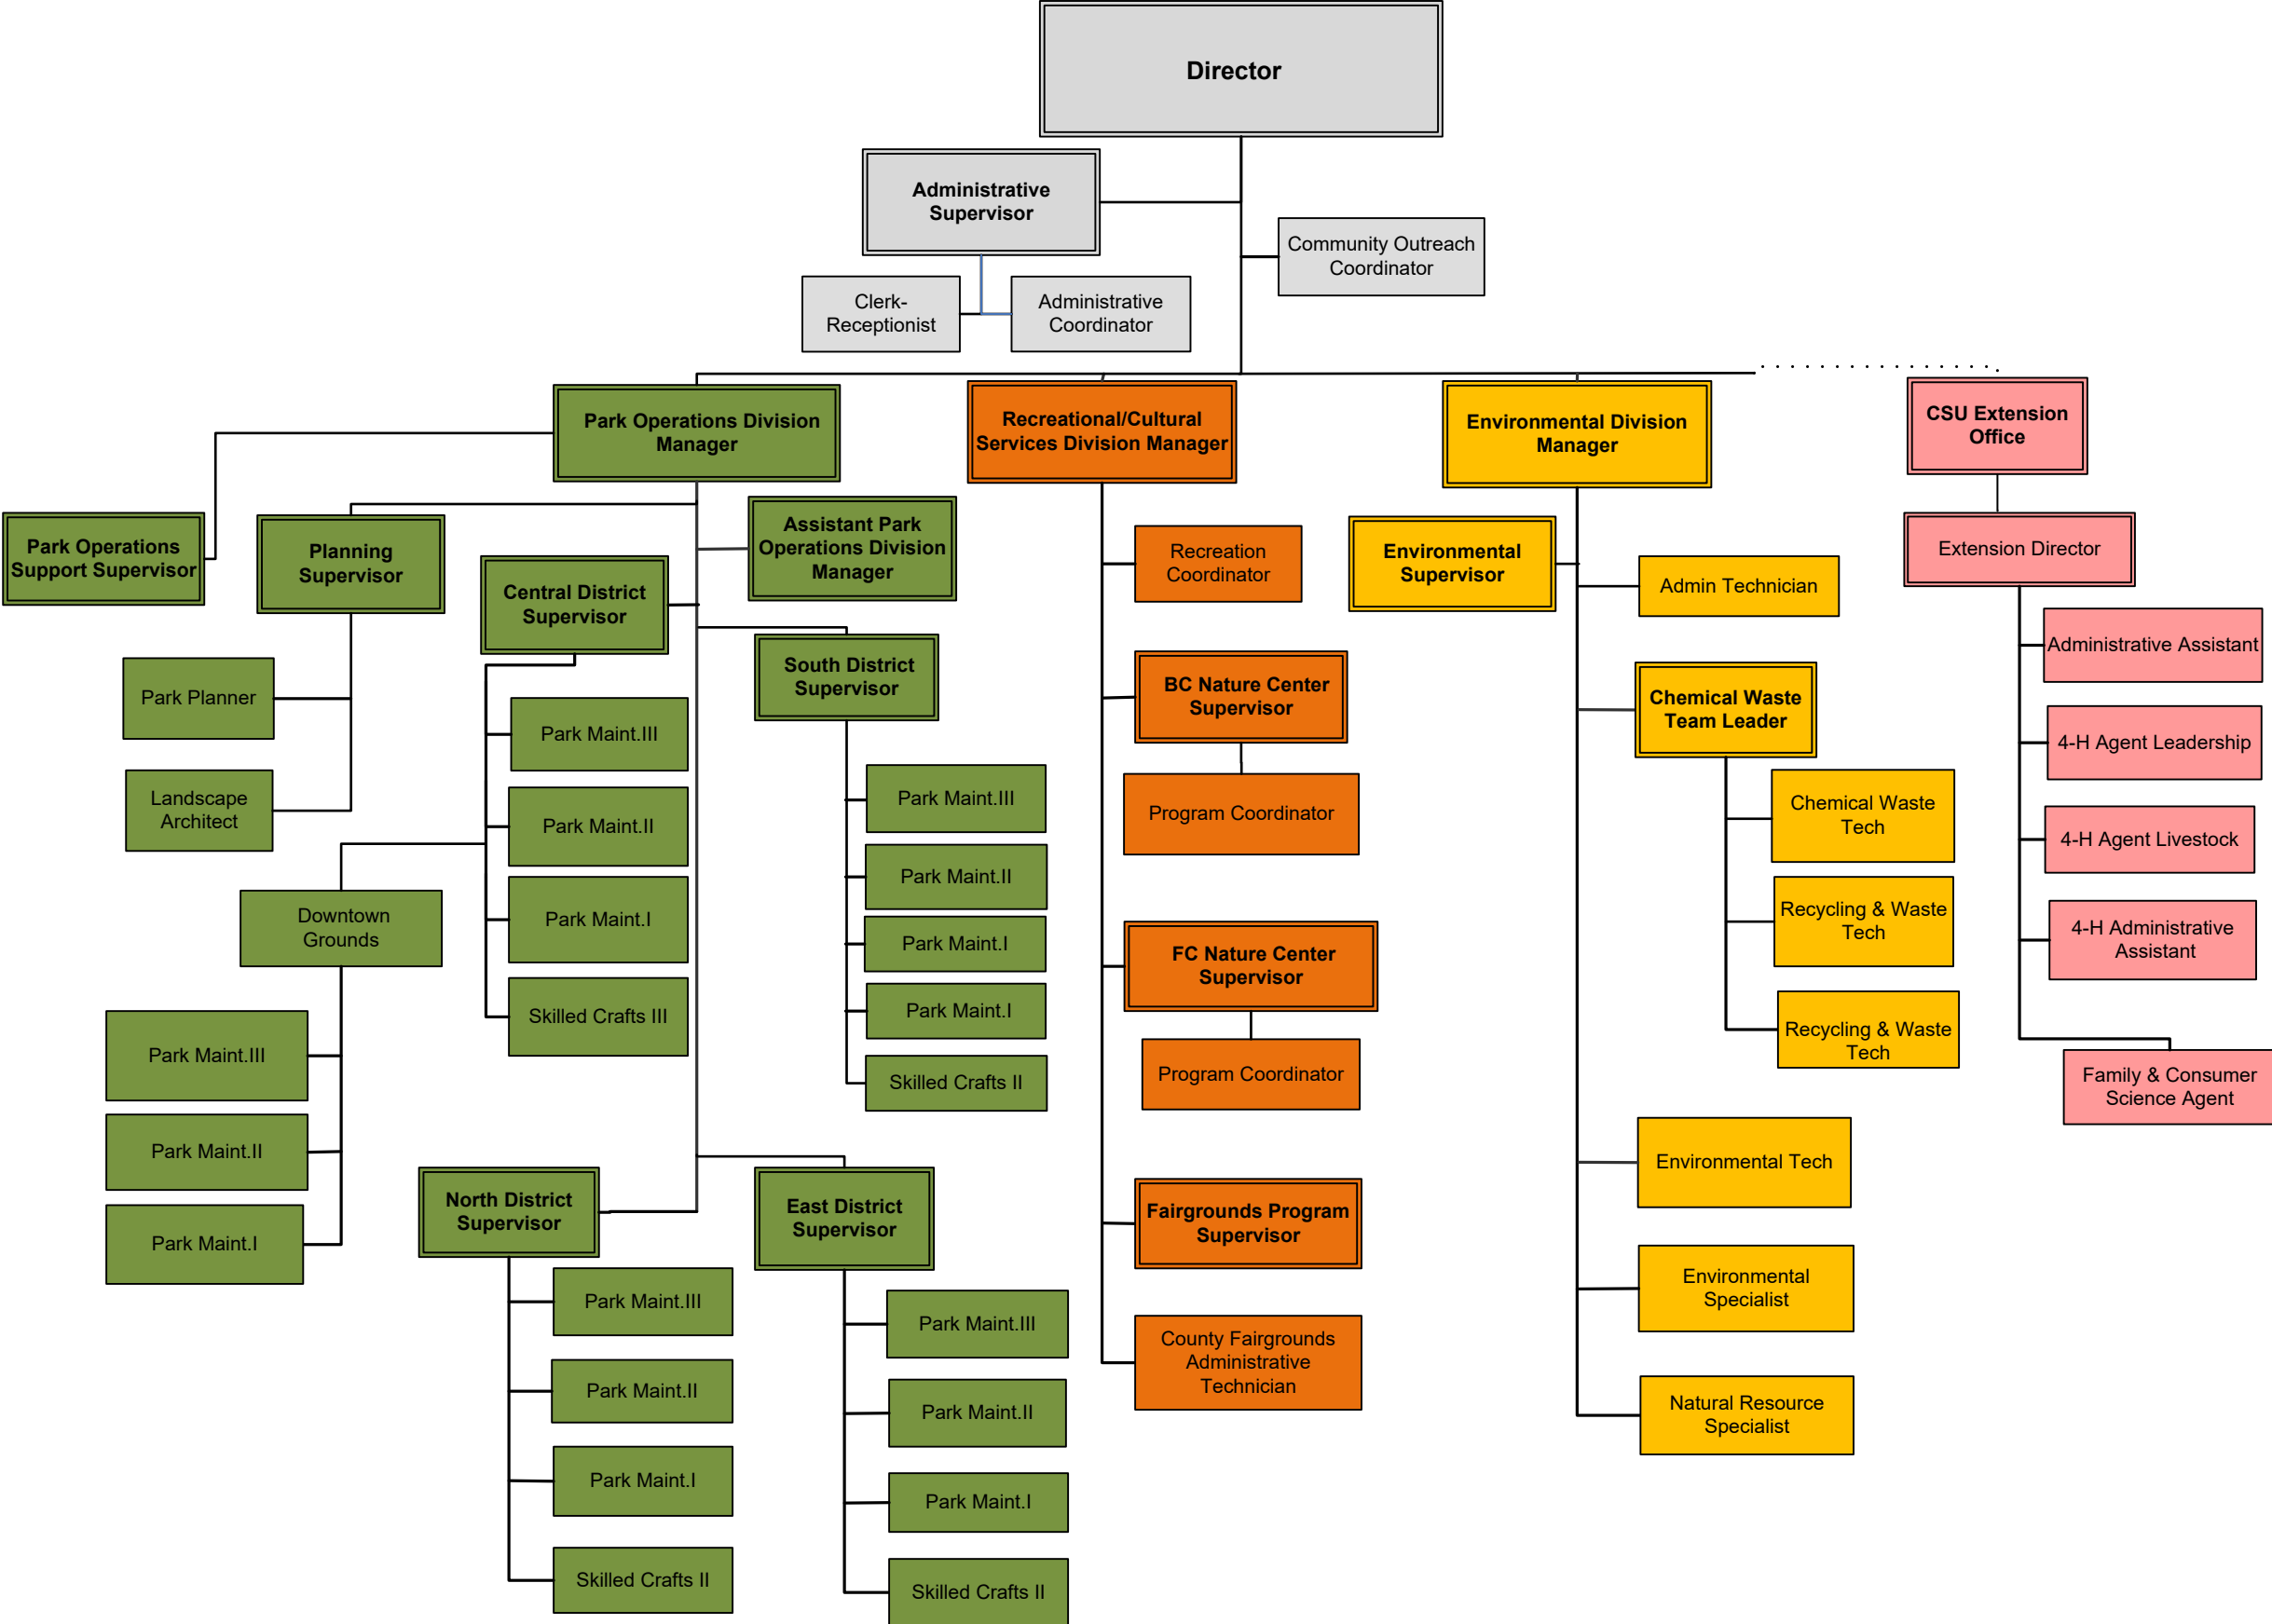 Director
Administrative
Supervisor
Community Outreach
Coordinator
Clerk-
Receptionist
Administrative
Coordinator
Park Operations Division
Manager
Recreational/Cultural
Services Division Manager
Environmental Division
Manager
CSU Extension
Office
Park Operations
Support Supervisor
Planning
Supervisor
Park Planner
Landscape
Architect
Assistant Park
Operations Division
Manager
Central District
Supervisor
Park Maint.III
Park Maint.II
Park Maint.I
Skilled Crafts III
Downtown
Grounds
Park Maint.III
Park Maint.II
Park Maint.I
South District
Supervisor
Park Maint.III
Park Maint.II
Park Maint.I
Park Maint.I
Skilled Crafts II
North District
Supervisor
Park Maint.III
Park Maint.II
Park Maint.I
Skilled Crafts II
East District
Supervisor
Park Maint.III
Park Maint.II
Park Maint.I
Skilled Crafts II
Recreation
Coordinator
BC Nature Center
Supervisor
Program Coordinator
FC Nature Center
Supervisor
Program Coordinator
Fairgrounds Program
Supervisor
County Fairgrounds
Administrative
Technician
Environmental
Supervisor
Admin Technician
Chemical Waste
Team Leader
Chemical Waste
Tech
Recycling & Waste
Tech
Recycling & Waste
Tech
Environmental Tech
Environmental
Specialist
Natural Resource
Specialist
Extension Director
Administrative Assistant
4-H Agent Leadership
4-H Agent Livestock
4-H Administrative
Assistant
Family & Consumer
Science Agent